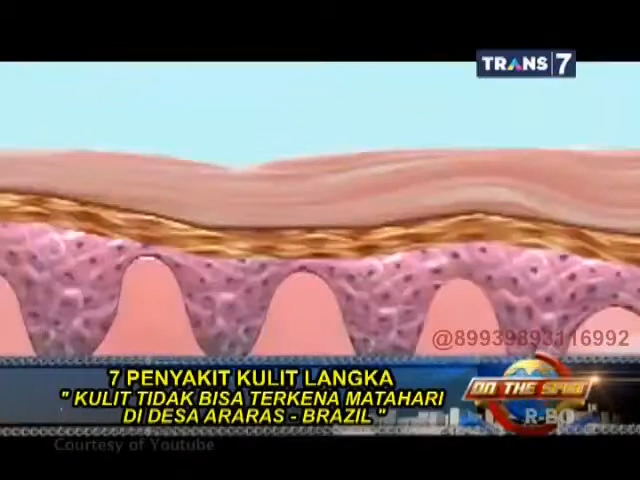 TRANS 7
@89939893116992
7 PENYAKIT KULIT LANGKA
" KULIT TIDAK BISA TERKENA MATAHARI
DI DESA ARARAS - BRAZIL "
ON THE SPOT
R-BO
Courtesy of Youtube